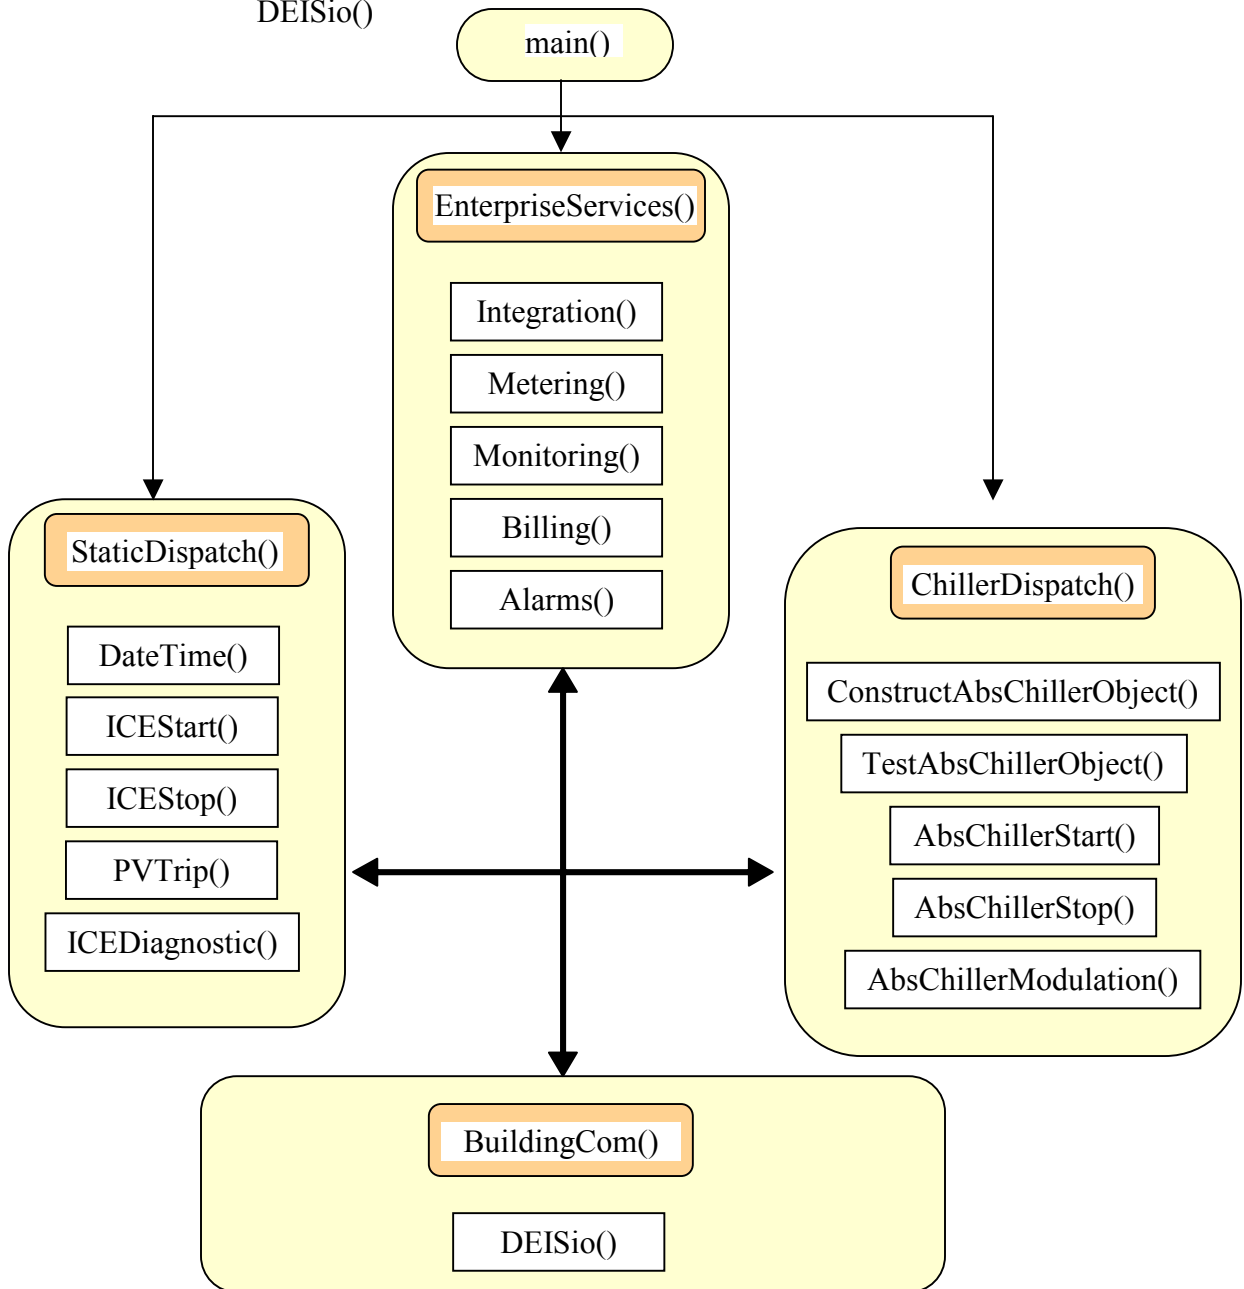 DEISio()
main()
EnterpriseServices()
Integration()
Metering()
Monitoring()
Billing()
Alarms()
StaticDispatch()
DateTime()
ICEStart()
ICEStop()
PVTrip()
ICEDiagnostic()
ChillerDispatch()
ConstructAbsChillerObject()
TestAbsChillerObject()
AbsChillerStart()
AbsChillerStop()
AbsChillerModulation()
BuildingCom()
DEISio()